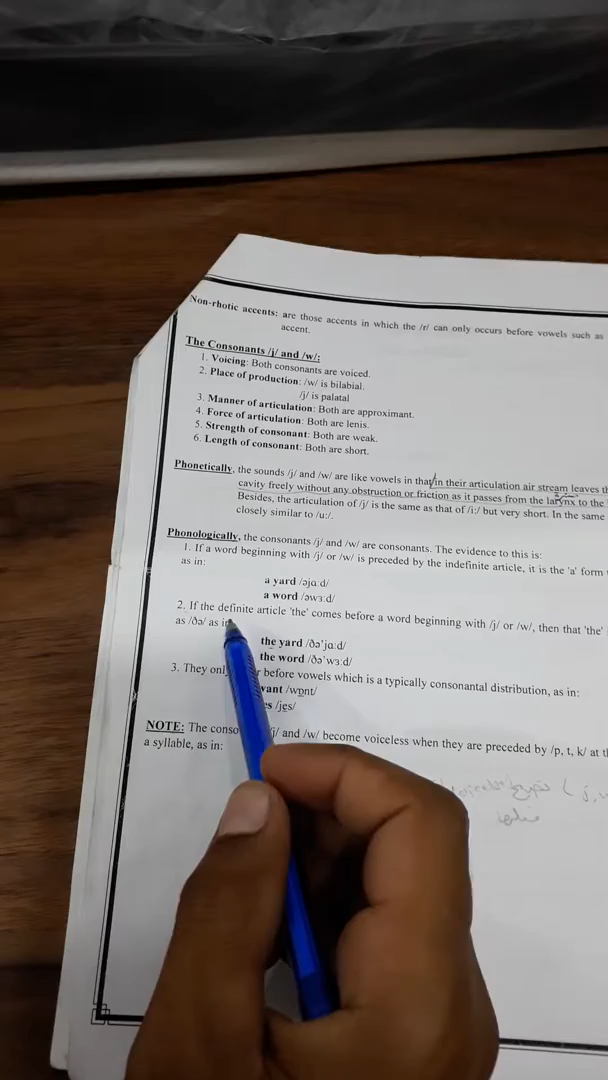 Non-rhotic accents: are those accents in which the /r/ can only occurs before vowels such as
accent.
The Consonants /j/ and /w/:
1. Voicing: Both consonants are voiced.
2. Place of production: /w/ is bilabial.
/j/ is palatal
3. Manner of articulation: Both are approximant.
4. Force of articulation: Both are lenis.
5. Strength of consonant: Both are weak.
6. Length of consonant: Both are short.
Phonetically, the sounds /j/ and /w/ are like vowels in that in their articulation air stream leaves
cavity freely without any obstruction or friction as it passes from the larynx to the
Besides, the articulation of /j/ is the same as that of /i:/ but very short. In the same
closely similar to /u:/.
Phonologically, the consonants /j/ and /w/ are consonants. The evidence to this is:
1. If a word beginning with /j/ or /w/ is preceded by the indefinite article, it is the 'a' form
as in:
a yard /əjɑːd/
a word /əwɜːd/
2. If the definite article 'the' comes before a word beginning with /j/ or /w/, then that 'the'
as /ðə/ as in
the yard /ðə'jɑːd/
the word /ðə'wɜːd/
3. They before vowels which is a typically consonantal distribution, as in:
want /wɒnt/
/jes/
NOTE: The /j/ and /w/ become voiceless when they are preceded by /p, t, k/ at
a syllable, as in: